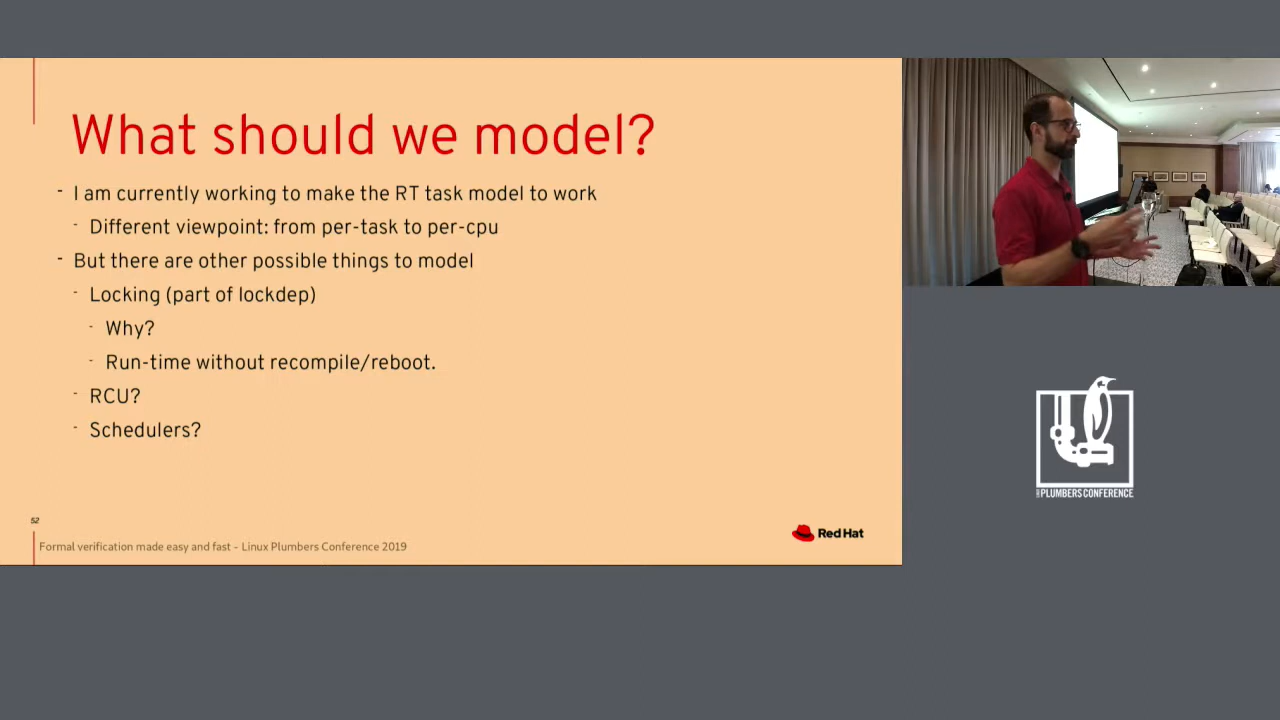 What should we model?
- I am currently working to make the RT task model to work
- Different viewpoint: from per-task to per-cpu
- But there are other possible things to model
- Locking (part of lockdep)
- Why?
- Run-time without recompile/reboot.
- RCU?
- Schedulers?
52
Formal verification made easy and fast - Linux Plumbers Conference 2019
Red Hat
PLUMBERS CONFERENCE